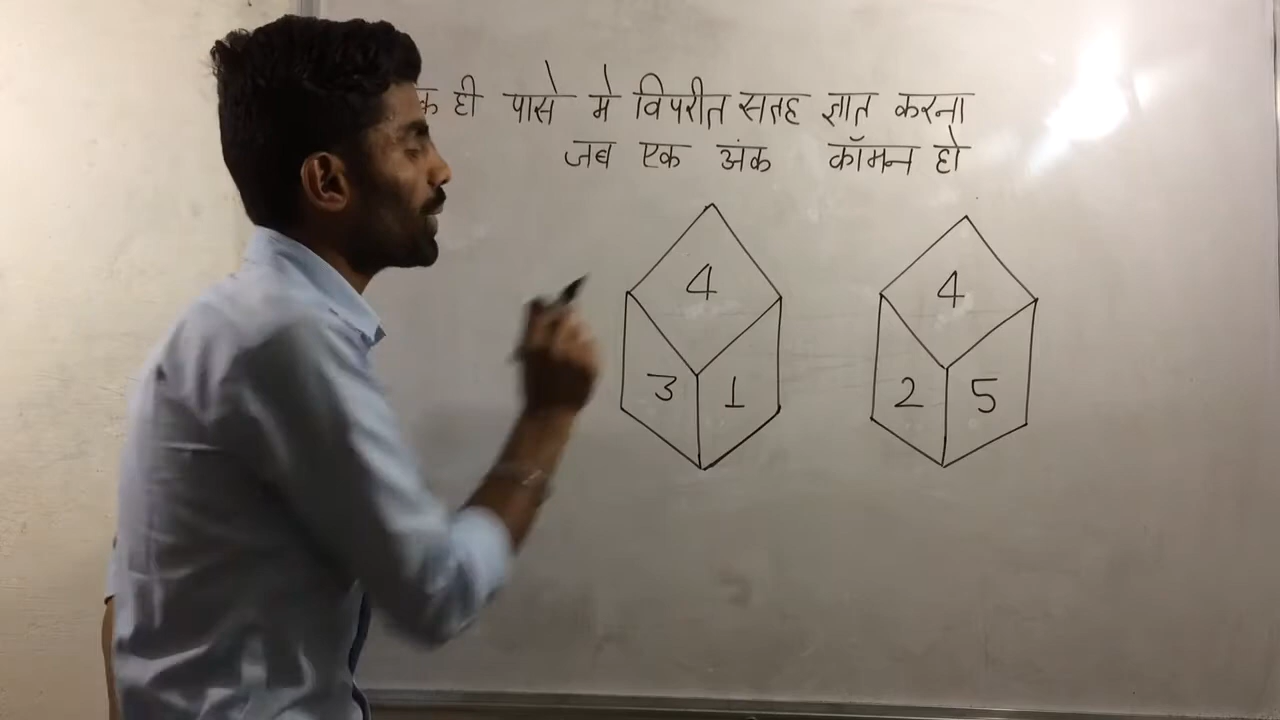 ही पासे मे विपरीत सतह ज्ञात करना
जब एक अंक कॉमन हो
4
3 1
4
2 5